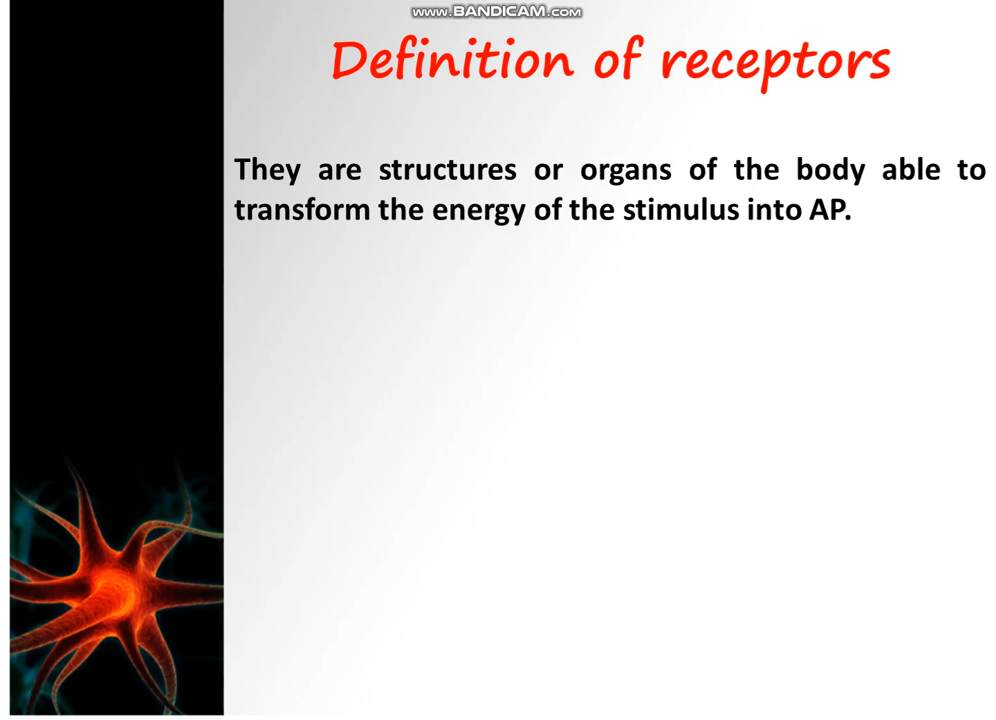 www.BANDICAM.com
Definition of receptors
They are structures or organs of the body able to
transform the energy of the stimulus into AP.